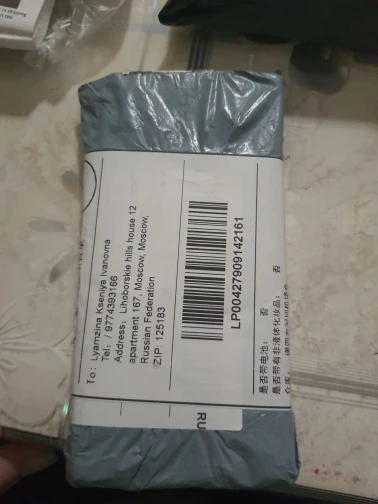 To: Lyamzina Kseniya Ivanovna
Tel: / 9774393166
Address: Lihoborskie hills house 12
apartment 167, Moscow, Moscow,
Russian Federation
ZIP: 125183
LP00427909142161
是否带电池： 否
是否带有非液体化妆品： 否
RU